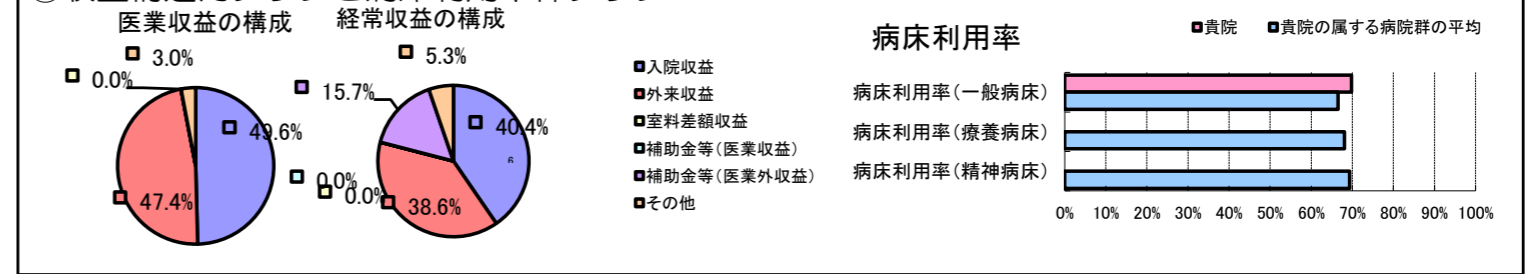 医業収益の構成
3.0%
0.0%
49.6%
47.4%
経常収益の構成
5.3%
15.7%
40.4%
6
0.0%
0.0%
38.6%
入院収益
外来収益
室料差額収益
補助金等(医業収益)
補助金等(医業外収益)
その他
病床利用率
貴院 貴院の属する病院群の平均
病床利用率(一般病床)
病床利用率(療養病床)
病床利用率(精神病床)
0% 10% 20% 30% 40% 50% 60% 70% 80% 90% 100%